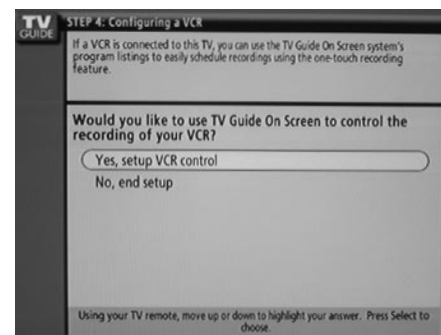 TV
GUIDE
STEP 4: Configuring a VCR
If a VCR is connected to this TV, you can use the TV Guide On Screen system's
program listings to easily schedule recordings using the one-touch recording
feature.
Would you like to use TV Guide On Screen to control the
recording of your VCR?
Yes, setup VCR control
No, end setup
Using your TV remote, move up or down to highlight your answer. Press Select to
choose.